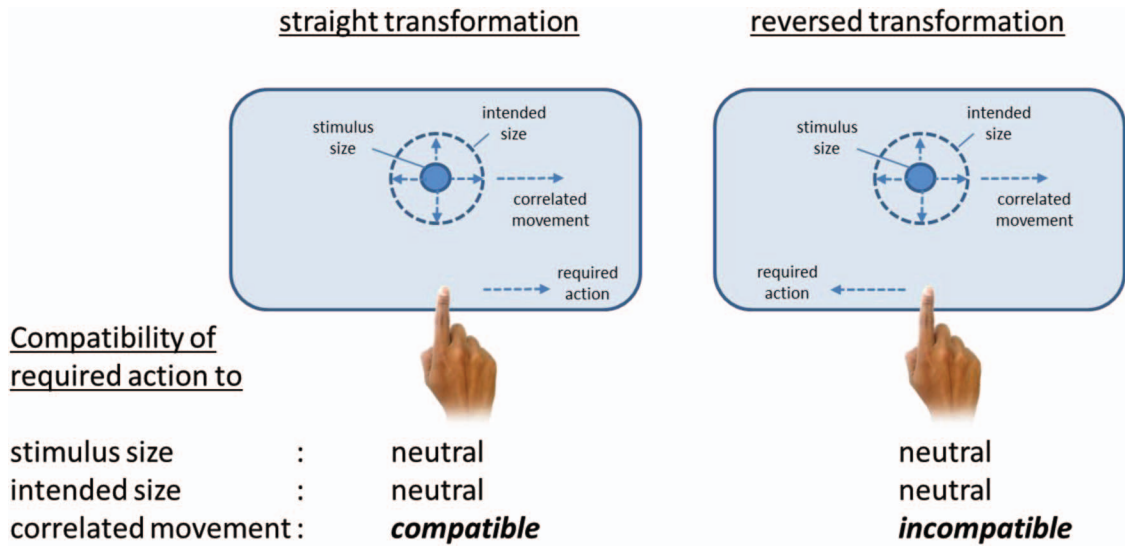 straight transformation
reversed transformation
stimulus
size
intended
size
correlated
movement
required
action
stimulus
size
intended
size
correlated
movement
required
action
Compatibility of
required action to
stimulus size : neutral neutral
intended size : neutral neutral
correlated movement : compatible incompatible